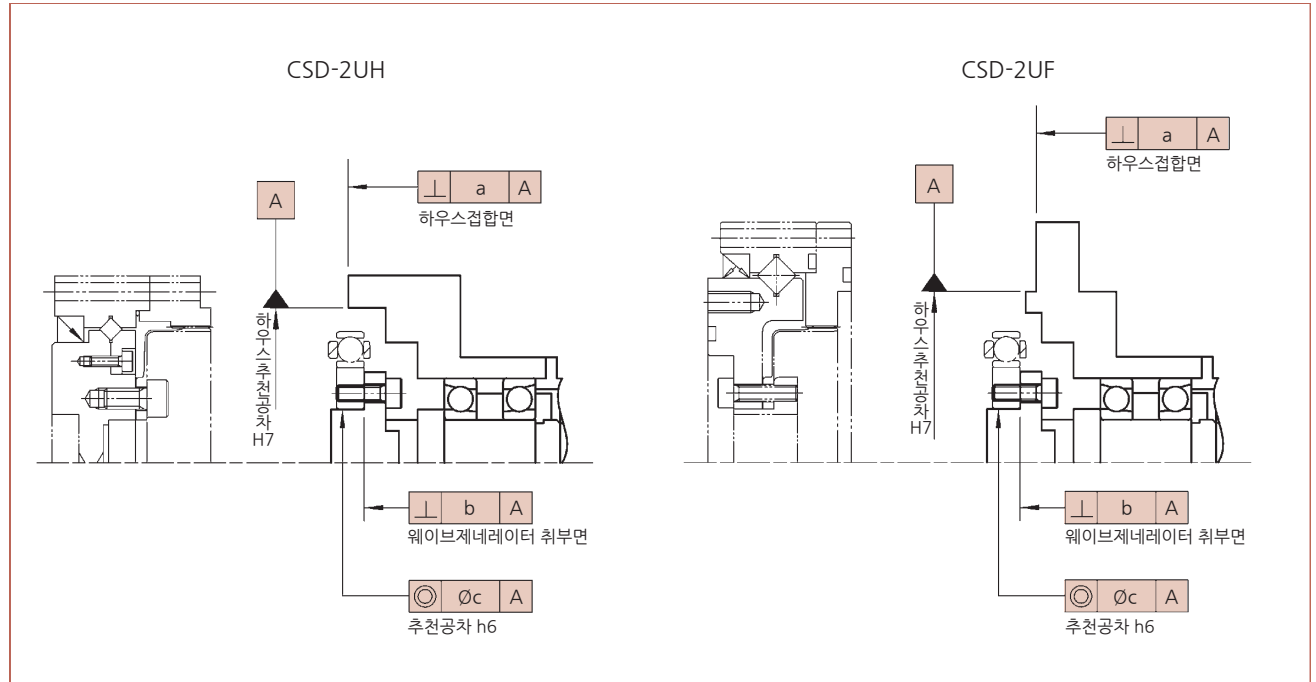 CSD-2UH
A
⊥ a A
하우스접합면
하우스추천공차
H7
⊥ b A
웨이브제네레이터 취부면
◎ Øc A
추천공차 h6
CSD-2UF
⊥ a A
하우스접합면
A
하우스추천공차
H7
⊥ b A
웨이브제네레이터 취부면
◎ Øc A
추천공차 h6